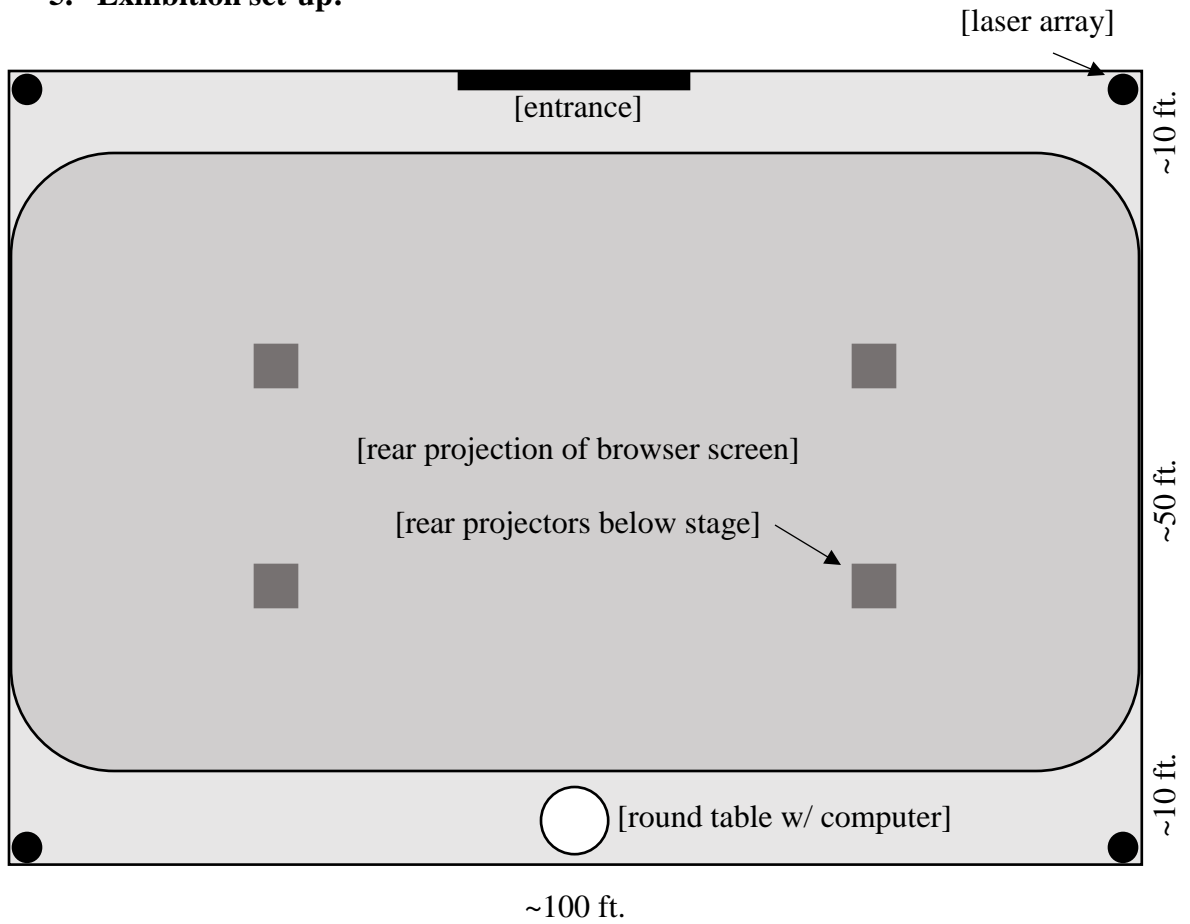 Exhibition set-up:
[laser array]
[entrance]
~10 ft.
[rear projection of browser screen]
[rear projectors below stage]
~50 ft.
[round table w/ computer]
~10 ft.
~100 ft.